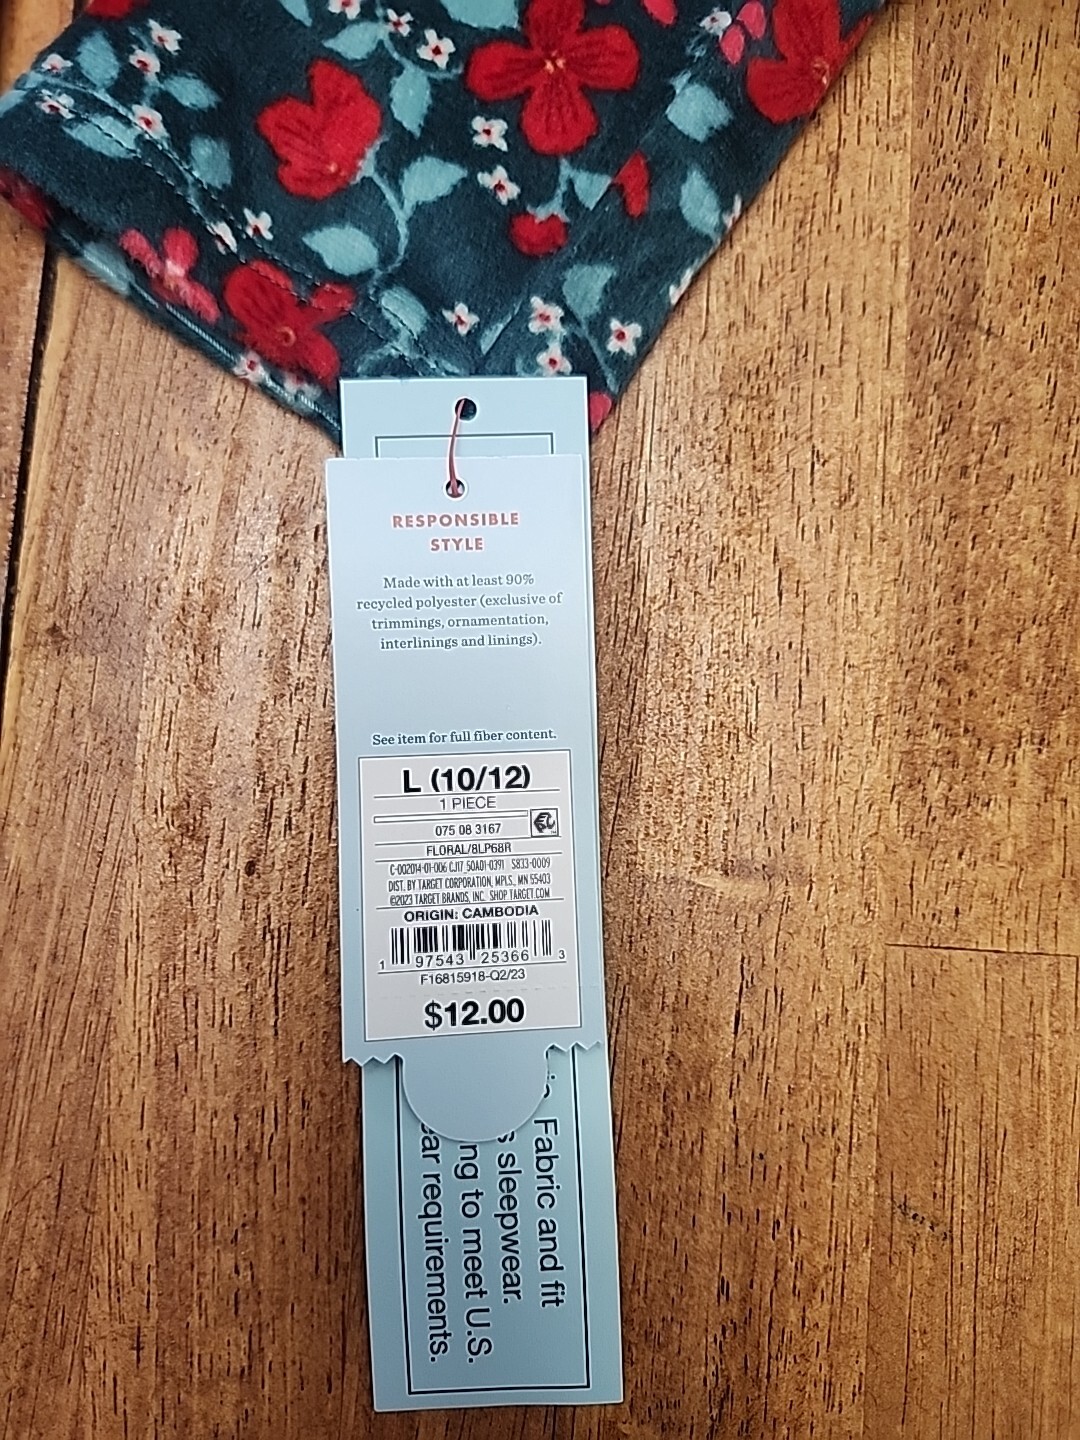 RESPONSIBLE
STYLE
Made with at least 90%
recycled polyester (exclusive of
trimmings, ornamentation,
interlinings and linings).
See item for full fiber content.
L (10/12)
1 PIECE
075 08 3167
FLORAL/8LP68R
C-002014-01-006 CJ17 50AD1-0391 S833-0009
DIST. BY TARGET CORPORATION, MPLS., MN 55403
©2023 TARGET BRANDS, INC. SHOP TARGET.COM
ORIGIN: CAMBODIA
1 97543 25366 3
F16815918-Q2/23
$12.00
Fabric and fit
sleepwear.
to meet U.S.
requirements.